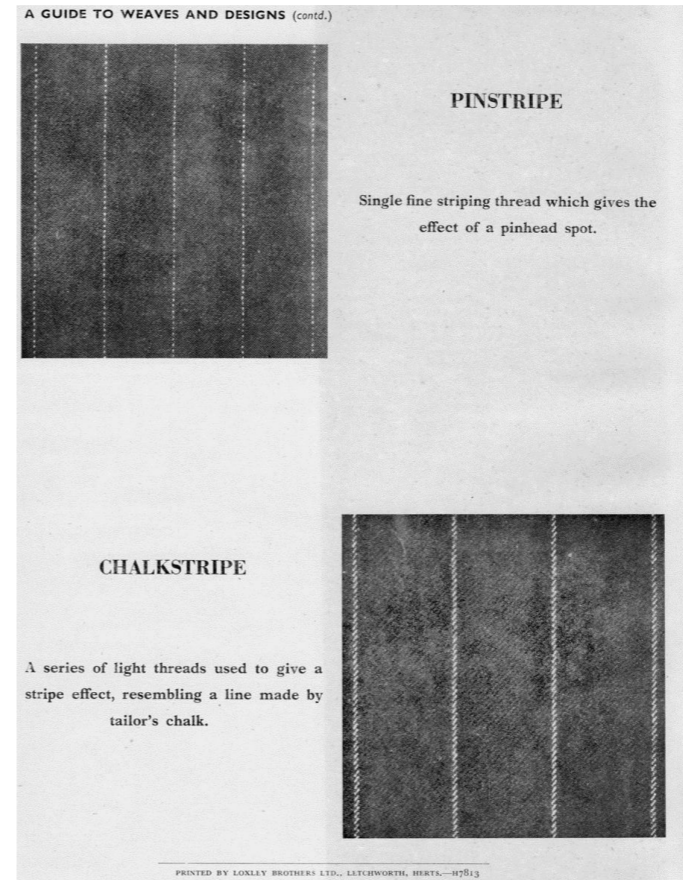 A GUIDE TO WEAVES AND DESIGNS (contd.)
PINSTRIPE
Single fine striping thread which gives the
effect of a pinhead spot.
CHALKSTRIPE
A series of light threads used to give a
stripe effect, resembling a line made by
tailor's chalk.
PRINTED BY LOXLEY BROTHERS LTD., LETCHWORTH, HERTS.—H7813